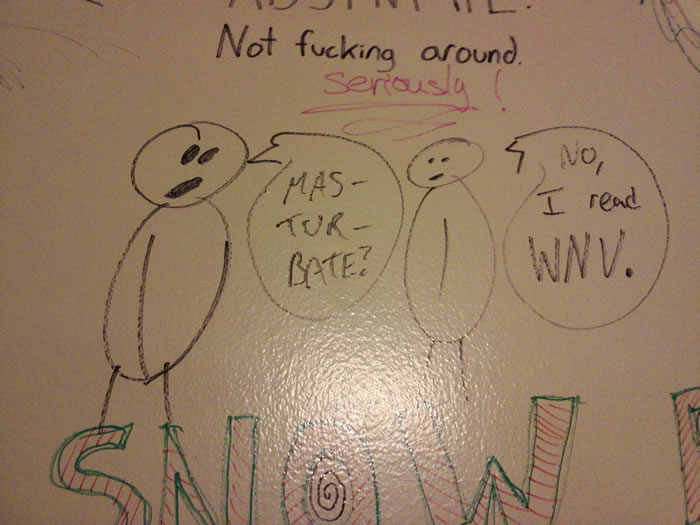 Not fucking around.
Seriously!
MAS-
TUR-
BATE?
No,
I read
WNV.
SNOW